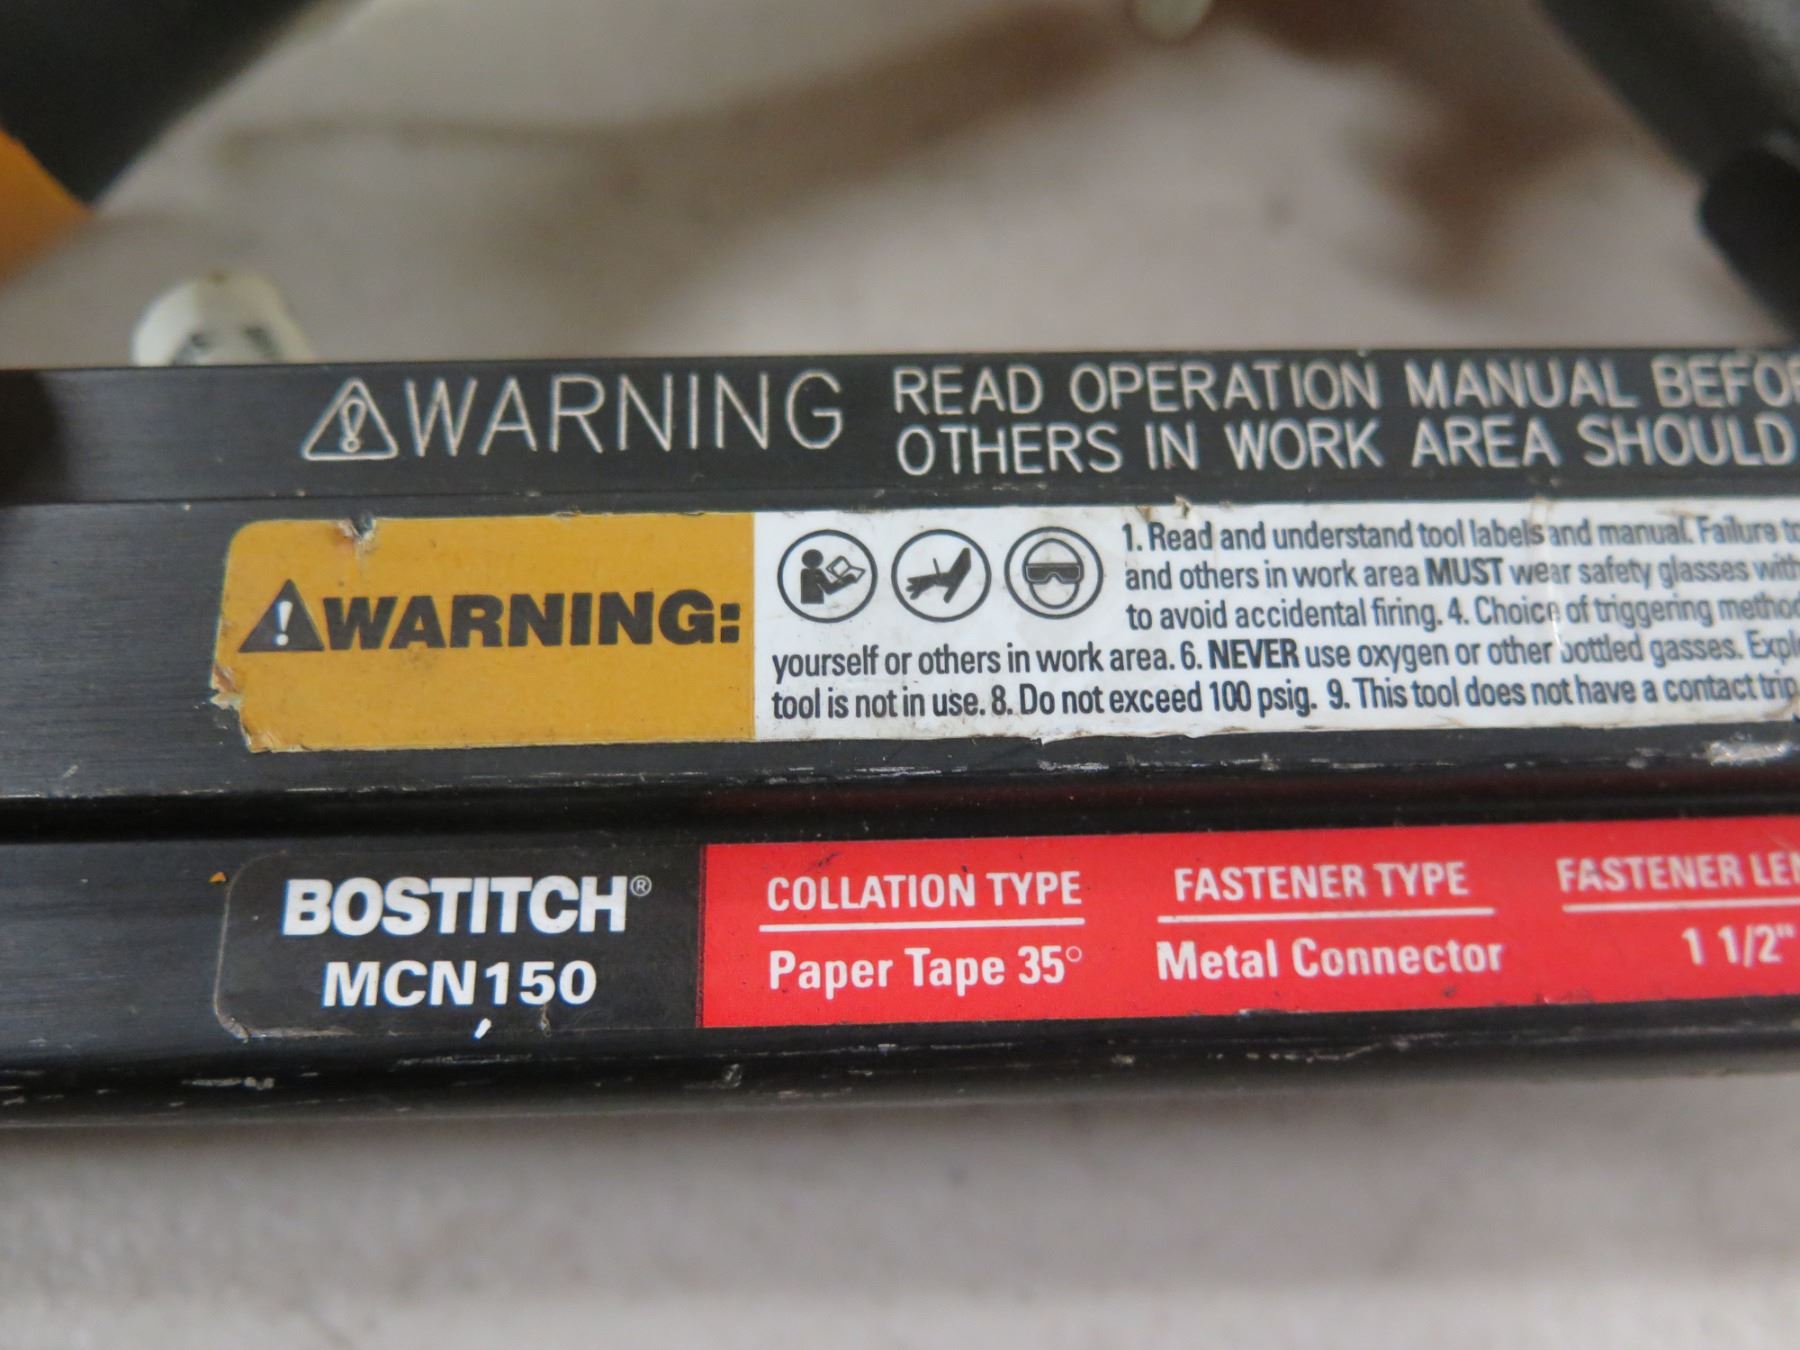 WARNING READ OPERATION MANUAL
OTHERS IN WORK AREA SHOULD
WARNING:
1. Read and understand tool labels and manual. Failure
and others in work area MUST wear safety glasses with
to avoid accidental firing. 4. Choice of triggering
yourself or others in work area. 6. NEVER use oxygen or other bottled gasses.
tool is not in use. 8. Do not exceed 100 psig. 9. This tool does not have a contact trip
BOSTITCH®
MCN150
COLLATION TYPE
Paper Tape 35°
FASTENER TYPE
Metal Connector
FASTENER
1 1/2"